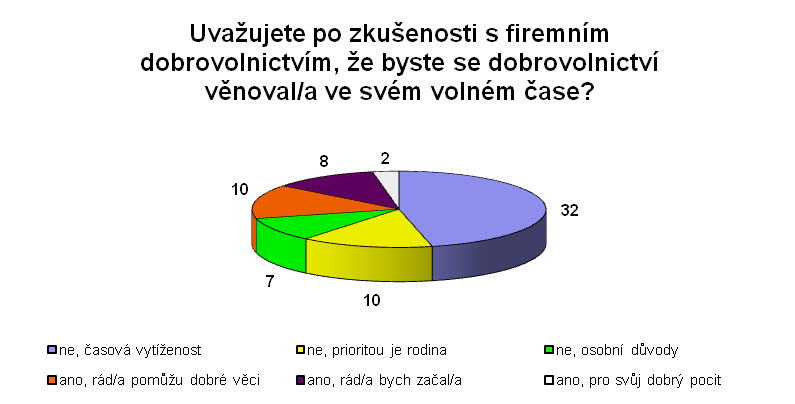 Uvažujete po zkušenosti s firemním
dobrovolnictvím, že byste se dobrovolnictví
věnoval/a ve svém volném čase?
2
8
10
32
7
10
ne, časová vytíženost
ne, prioritou je rodina
ne, osobní důvody
ano, rád/a pomůžu dobré věci
ano, rád/a bych začal/a
ano, pro svůj dobrý pocit